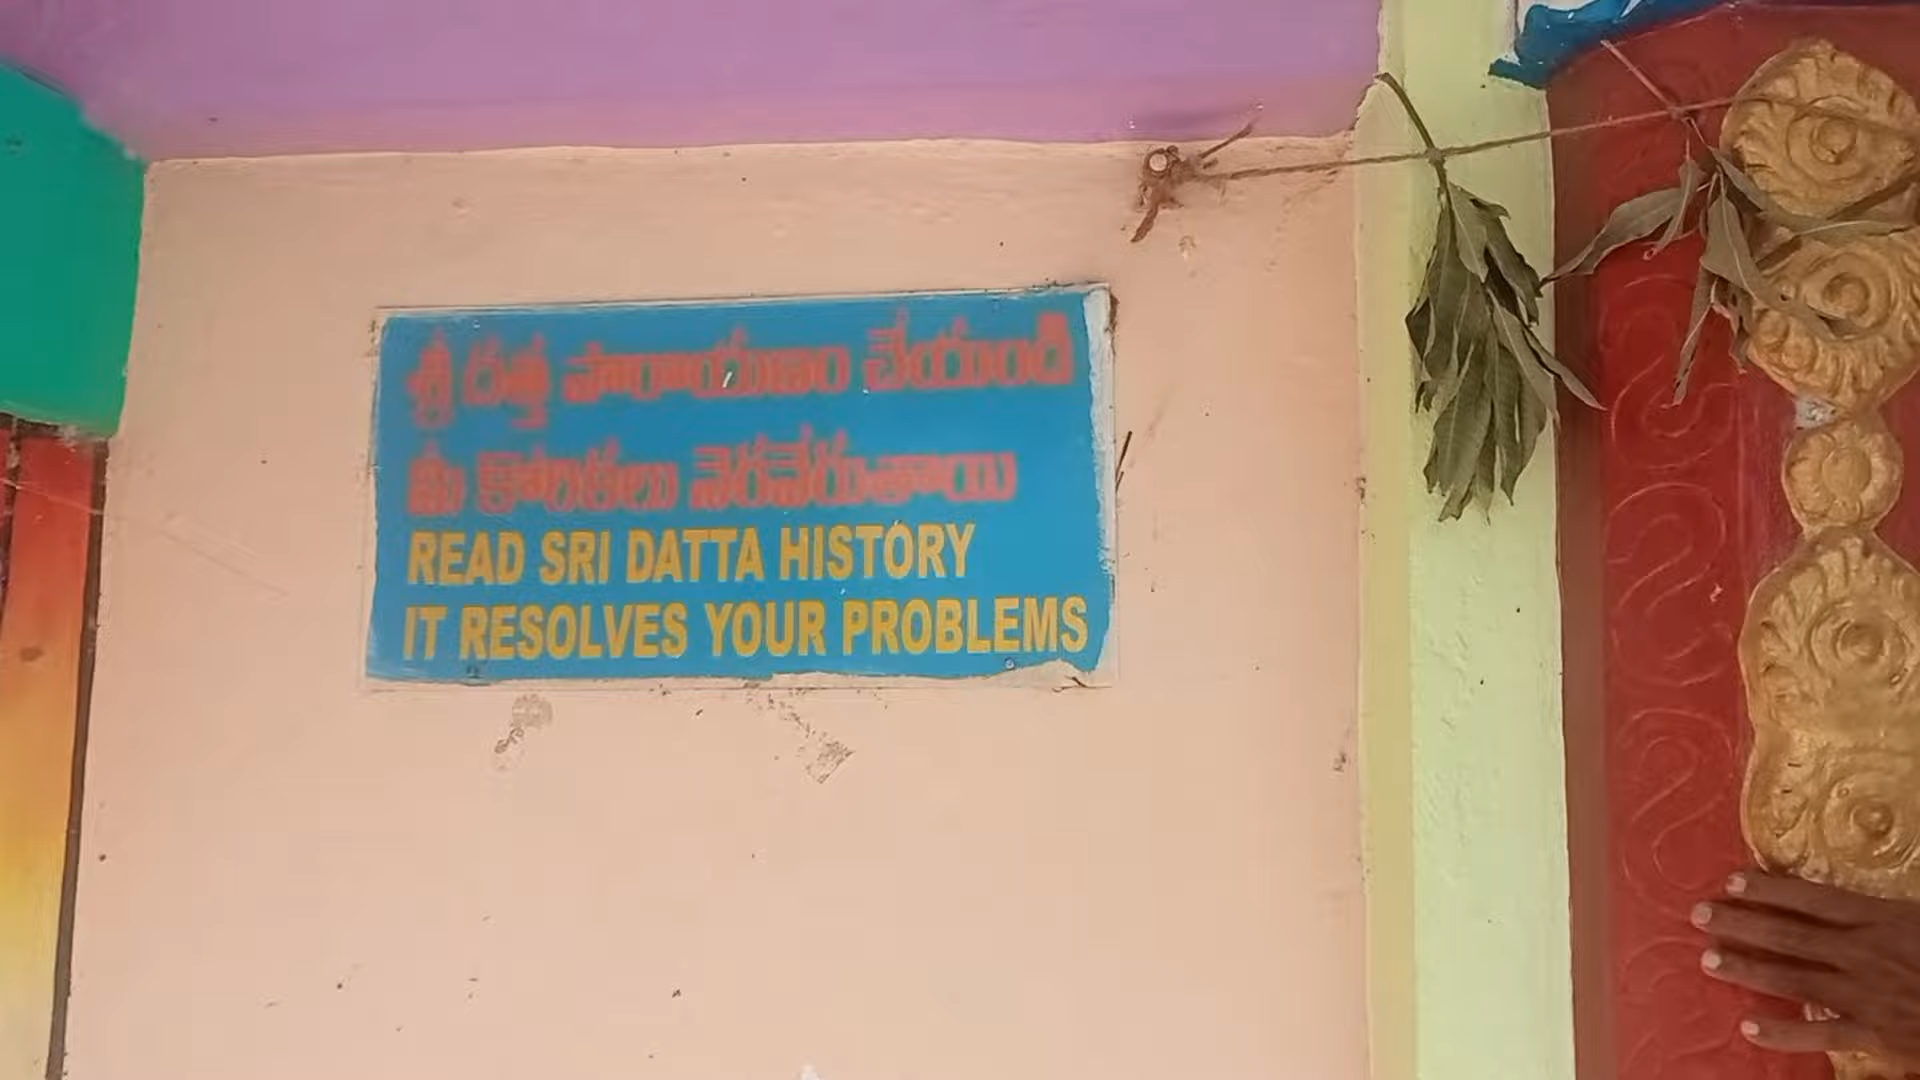 శ్రీ దత్త పారాయణం చేయండి
మీ కోరికలు నెరవేరుతాయి
READ SRI DATTA HISTORY
IT RESOLVES YOUR PROBLEMS